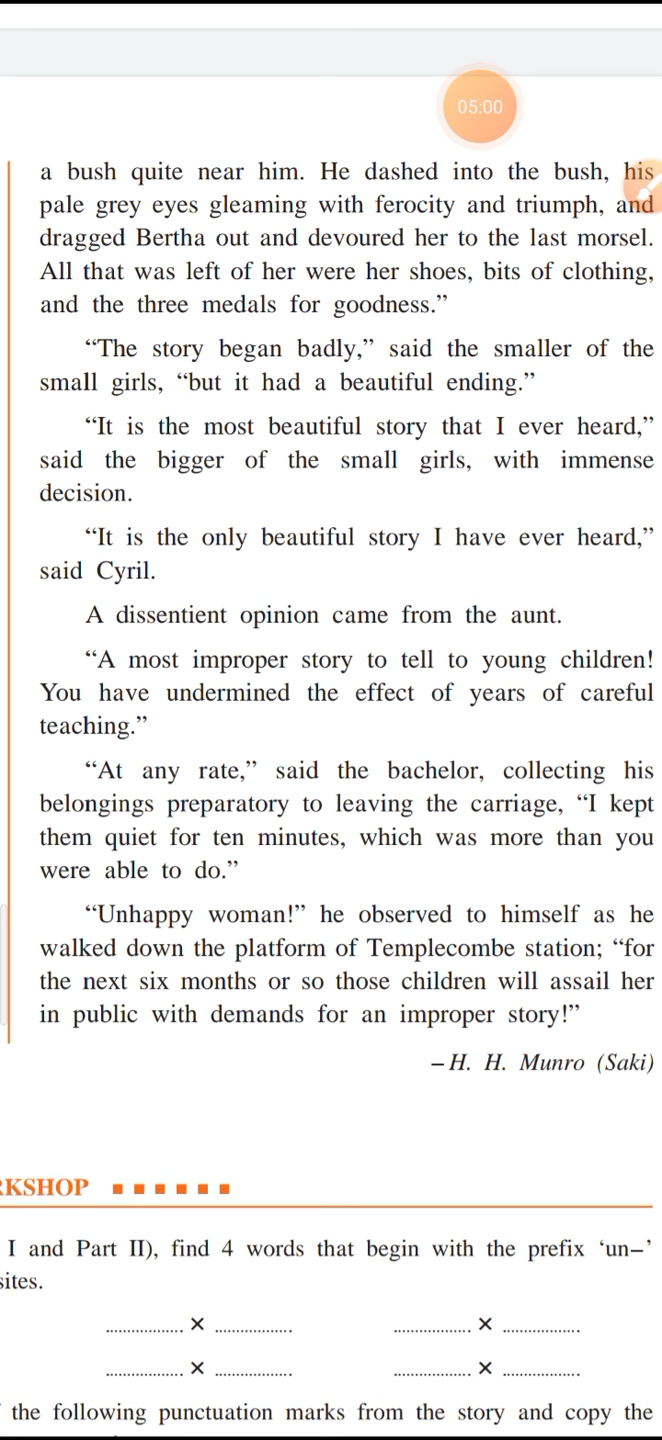 05:00
a bush quite near him. He dashed into the bush, his
pale grey eyes gleaming with ferocity and triumph, and
dragged Bertha out and devoured her to the last morsel.
All that was left of her were her shoes, bits of clothing,
and the three medals for goodness.”
“The story began badly,” said the smaller of the
small girls, “but it had a beautiful ending.”
“It is the most beautiful story that I ever heard,”
said the bigger of the small girls, with immense
decision.
“It is the only beautiful story I have ever heard,”
said Cyril.
A dissentient opinion came from the aunt.
“A most improper story to tell to young children!
You have undermined the effect of years of careful
teaching.”
“At any rate,” said the bachelor, collecting his
belongings preparatory to leaving the carriage, “I kept
them quiet for ten minutes, which was more than you
were able to do.”
“Unhappy woman!” he observed to himself as he
walked down the platform of Templecombe station; “for
the next six months or so those children will assail her
in public with demands for an improper story!”
– H. H. Munro (Saki)
KSHOP
I and Part II), find 4 words that begin with the prefix ‘un–’
sites.
.................. × .................. .................. × ..................
.................. × .................. .................. × ..................
the following punctuation marks from the story and copy the